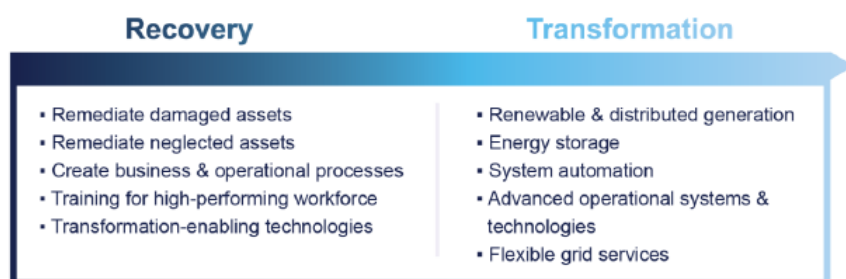 Recovery
Transformation
▪ Remediate damaged assets
▪ Remediate neglected assets
▪ Create business & operational processes
▪ Training for high-performing workforce
▪ Transformation-enabling technologies
▪ Renewable & distributed generation
▪ Energy storage
▪ System automation
▪ Advanced operational systems &
technologies
▪ Flexible grid services